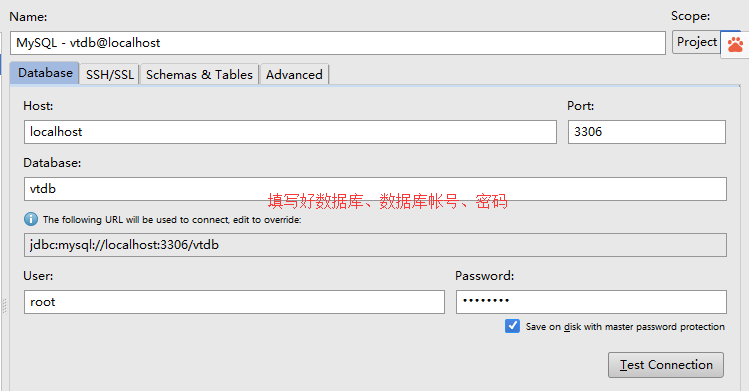 Name:
Scope:
MySQL - vtdb@localhost
Project
Database
SSH/SSL
Schemas & Tables
Advanced
Host:
Port:
localhost
3306
Database:
vtdb
填写好数据库、数据库帐号、密码
The following URL will be used to connect, edit to override:
jdbc:mysql://localhost:3306/vtdb
User:
Password:
root
••••••••
Save on disk with master password protection
Test Connection